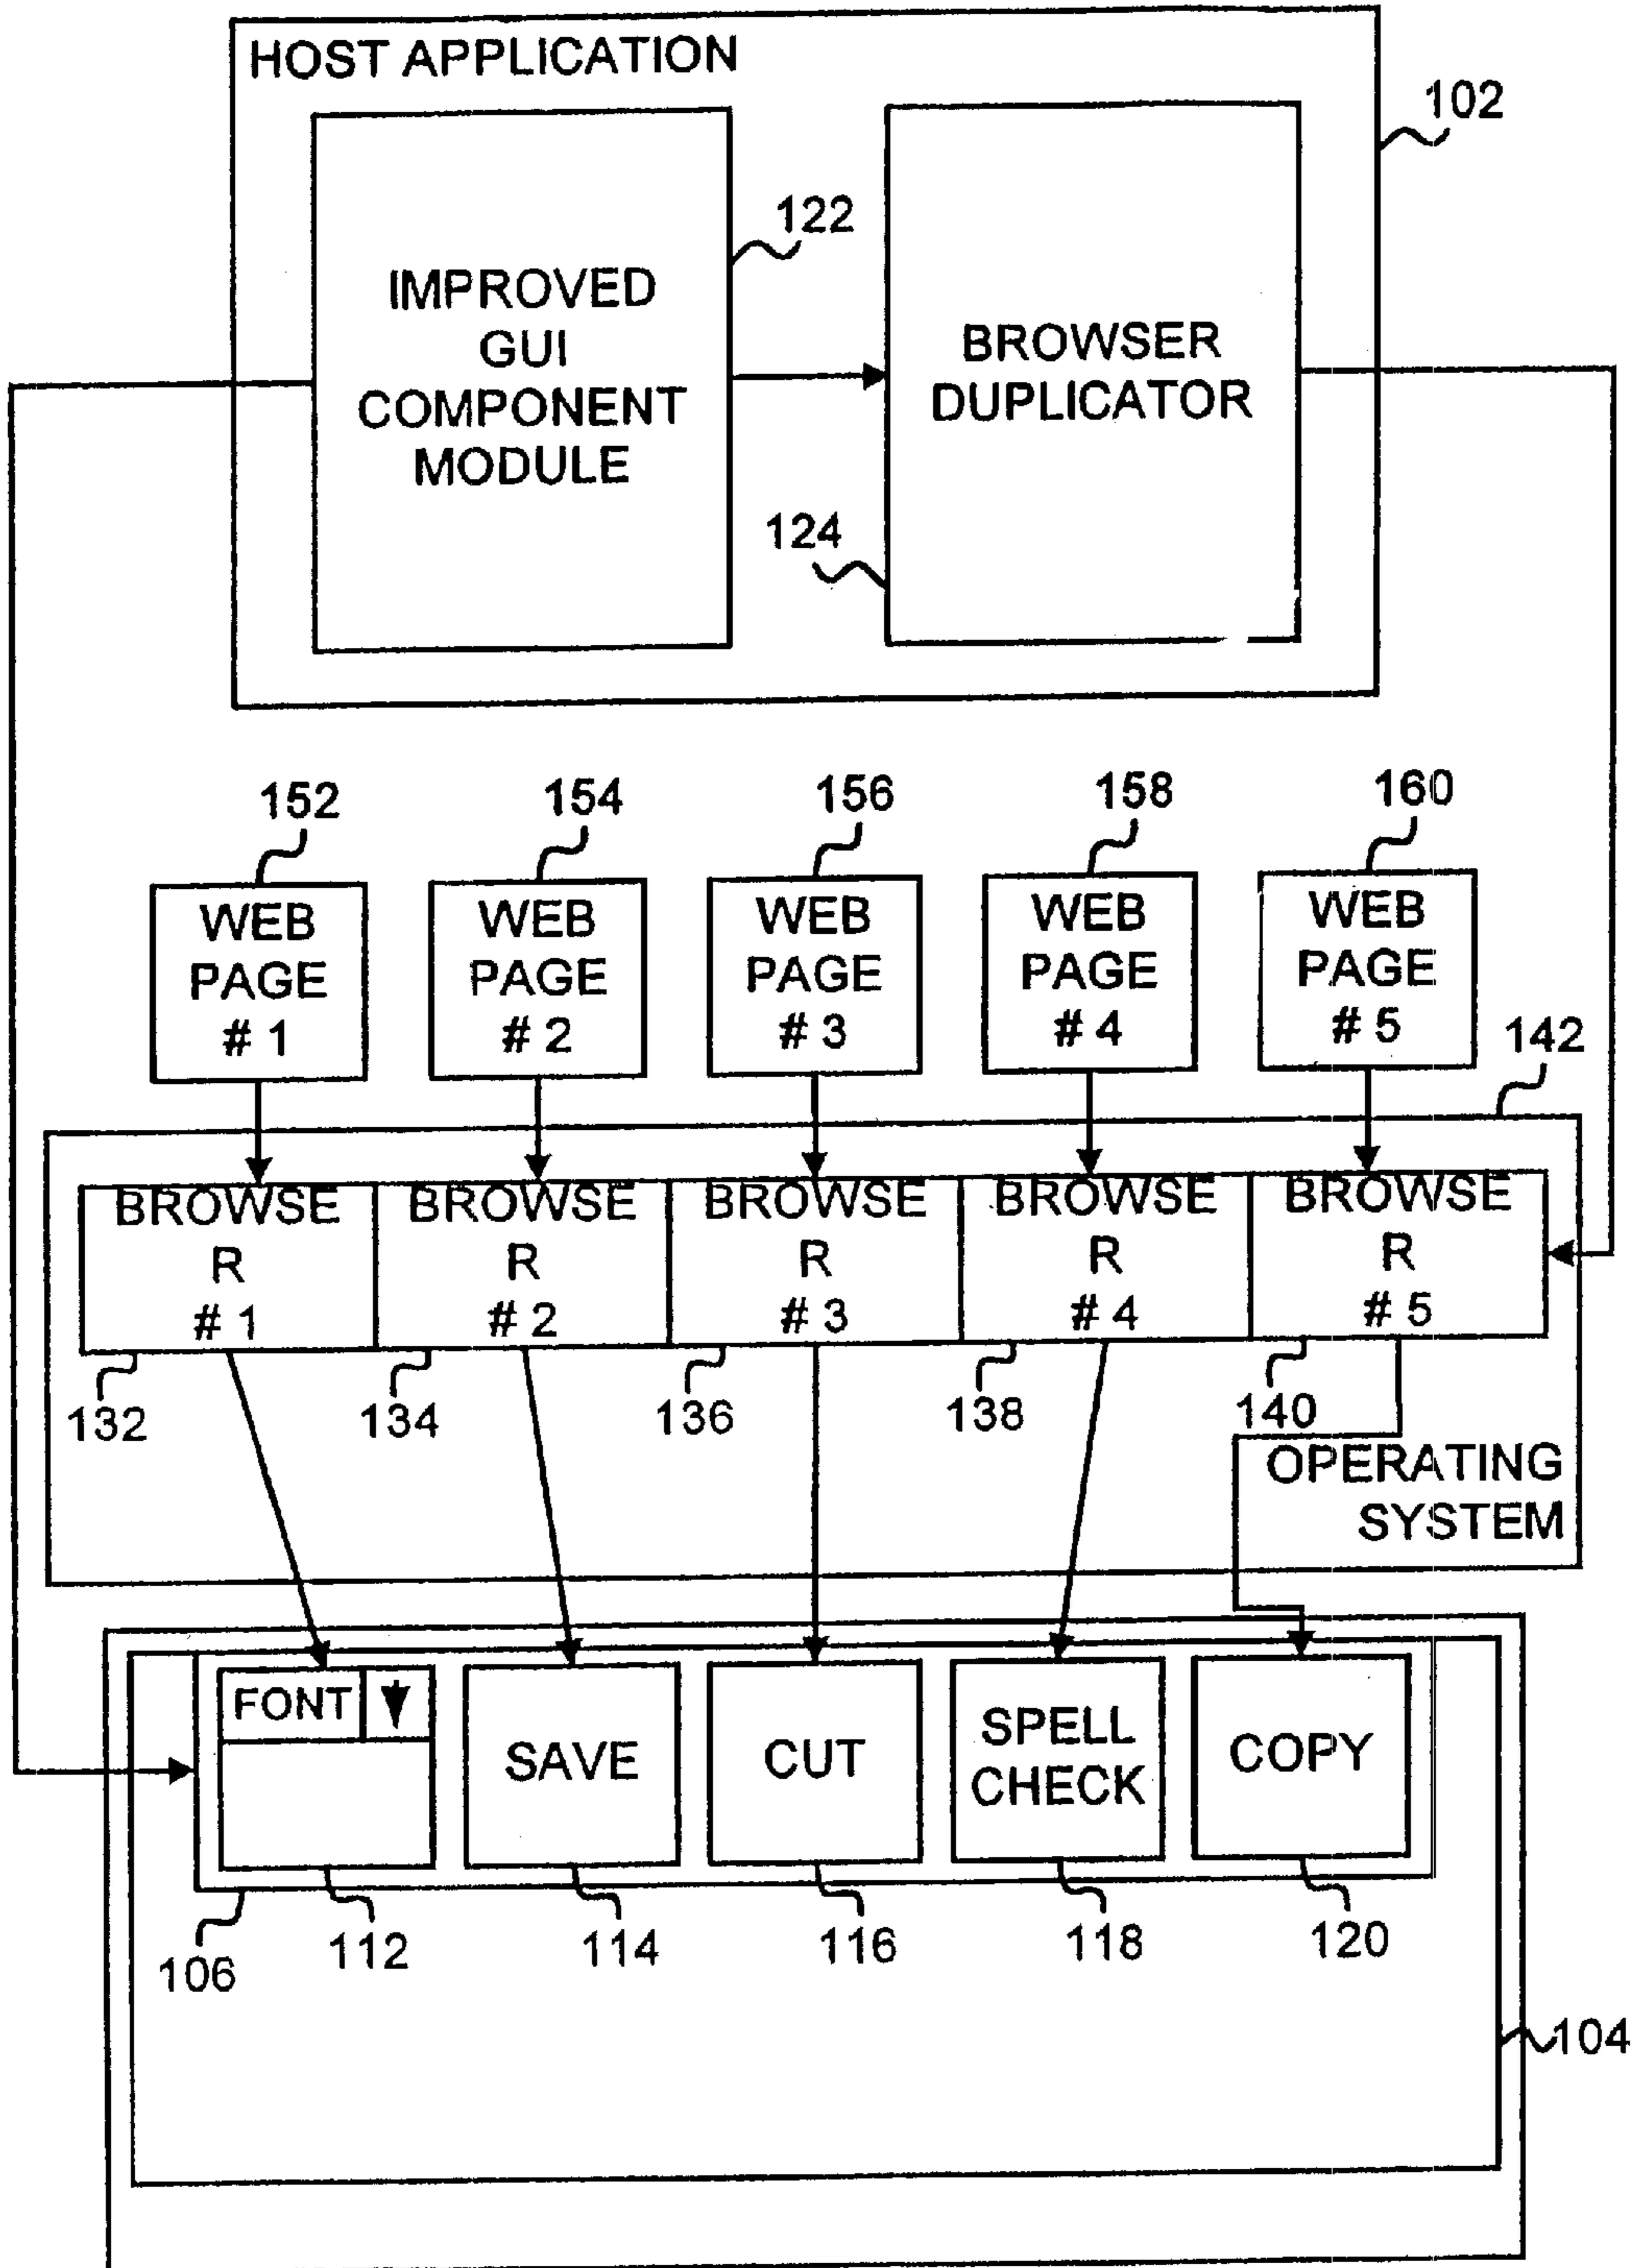 HOST APPLICATION
102
122
IMPROVED
GUI
COMPONENT
MODULE
BROWSER
DUPLICATOR
124
152
154
156
158
160
WEB
PAGE
# 1
WEB
PAGE
# 2
WEB
PAGE
# 3
WEB
PAGE
# 4
WEB
PAGE
# 5
142
BROWSE
R
# 1
BROWSE
R
# 2
BROWSE
R
# 3
BROWSE
R
# 4
BROWSE
R
# 5
132
134
136
138
140
OPERATING
SYSTEM
FONT
SAVE
CUT
SPELL
CHECK
COPY
106
112
114
116
118
120
104